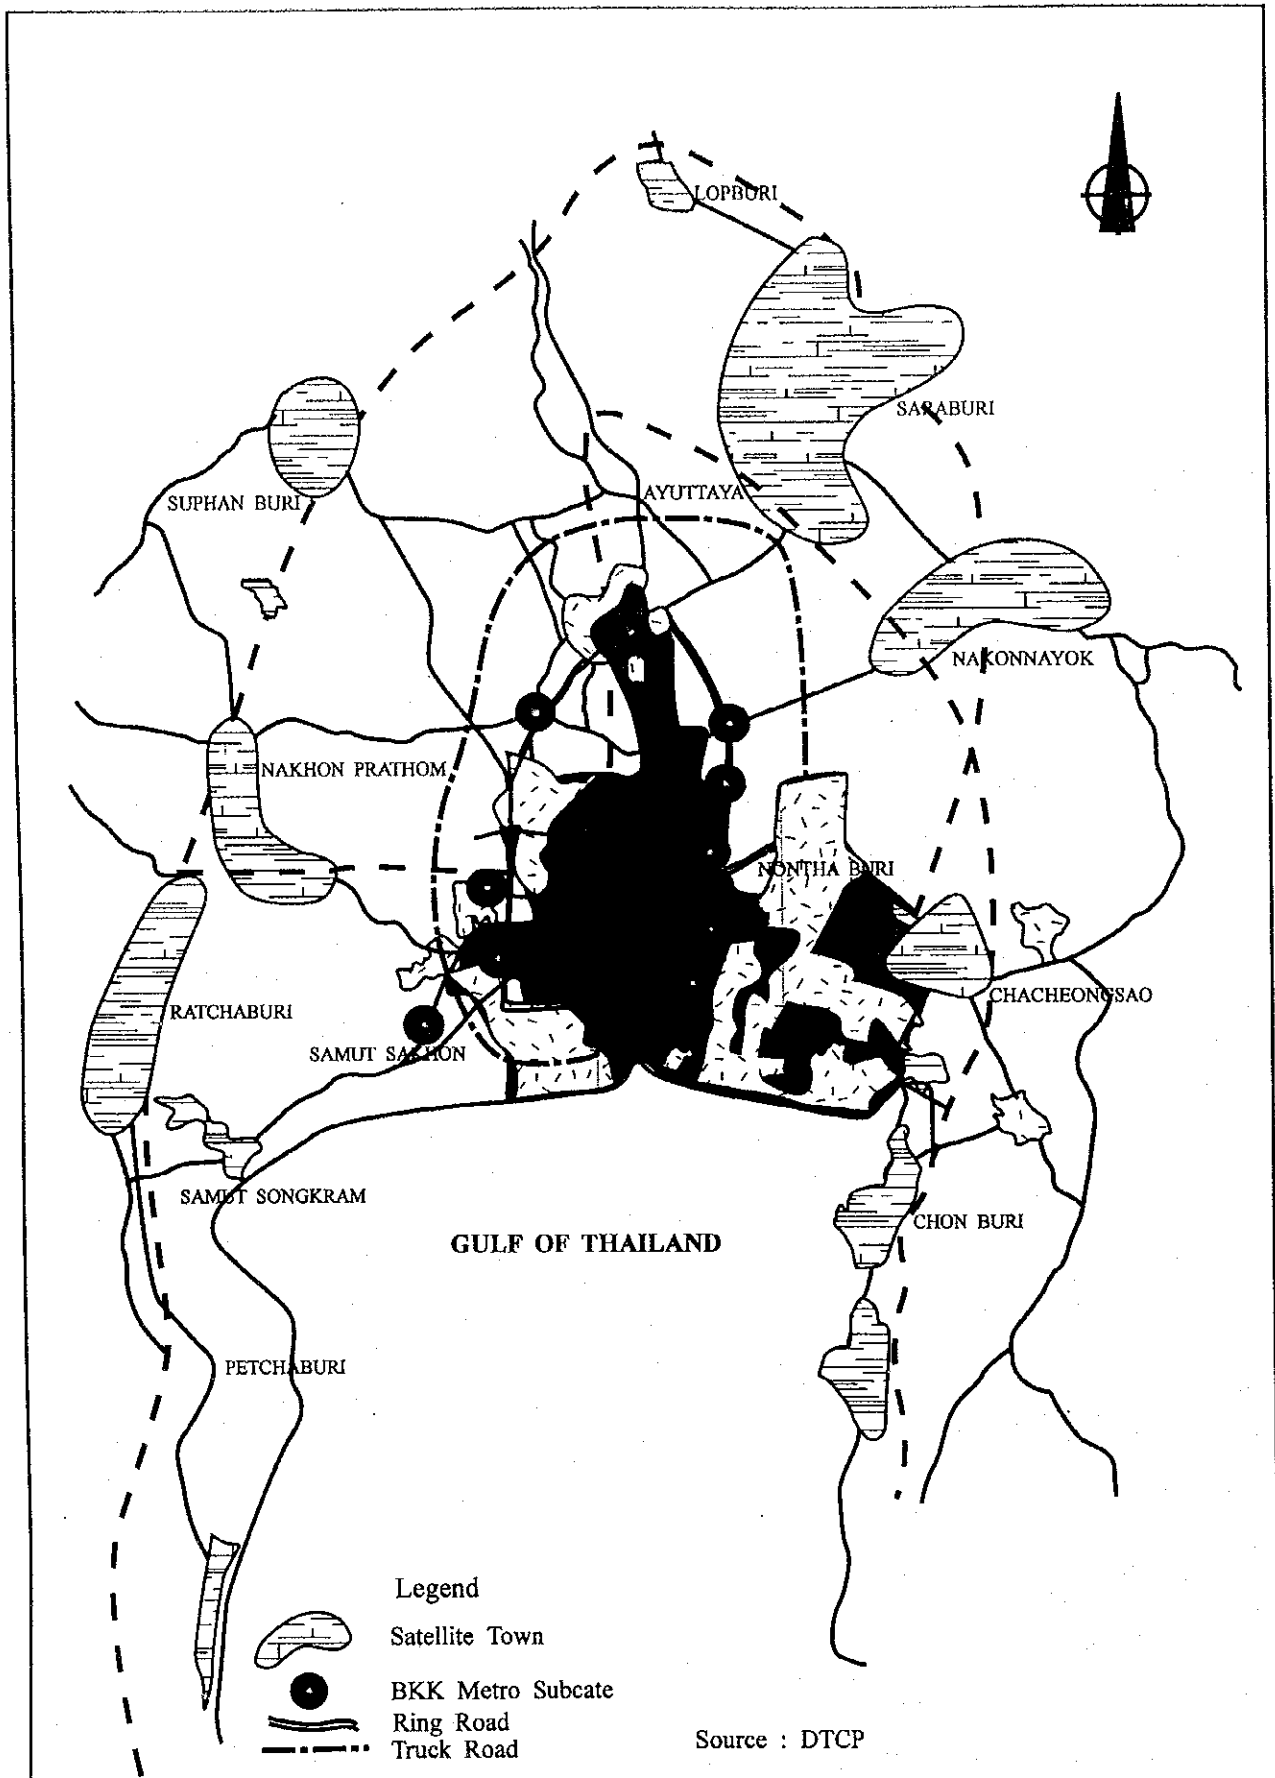 LOPBURI
SARABURI
SUPHAN BURI
AYUTTAYA
NAKONNAYOK
NAKHON PRATHOM
NONTHA BURI
CHACHEONGSAO
RATCHABURI
SAMUT SAKHON
SAMUT SONGKRAM
CHON BURI
GULF OF THAILAND
PETCHABURI
Legend
Satellite Town
BKK Metro Subcate
Ring Road
Truck Road
Source : DTCP